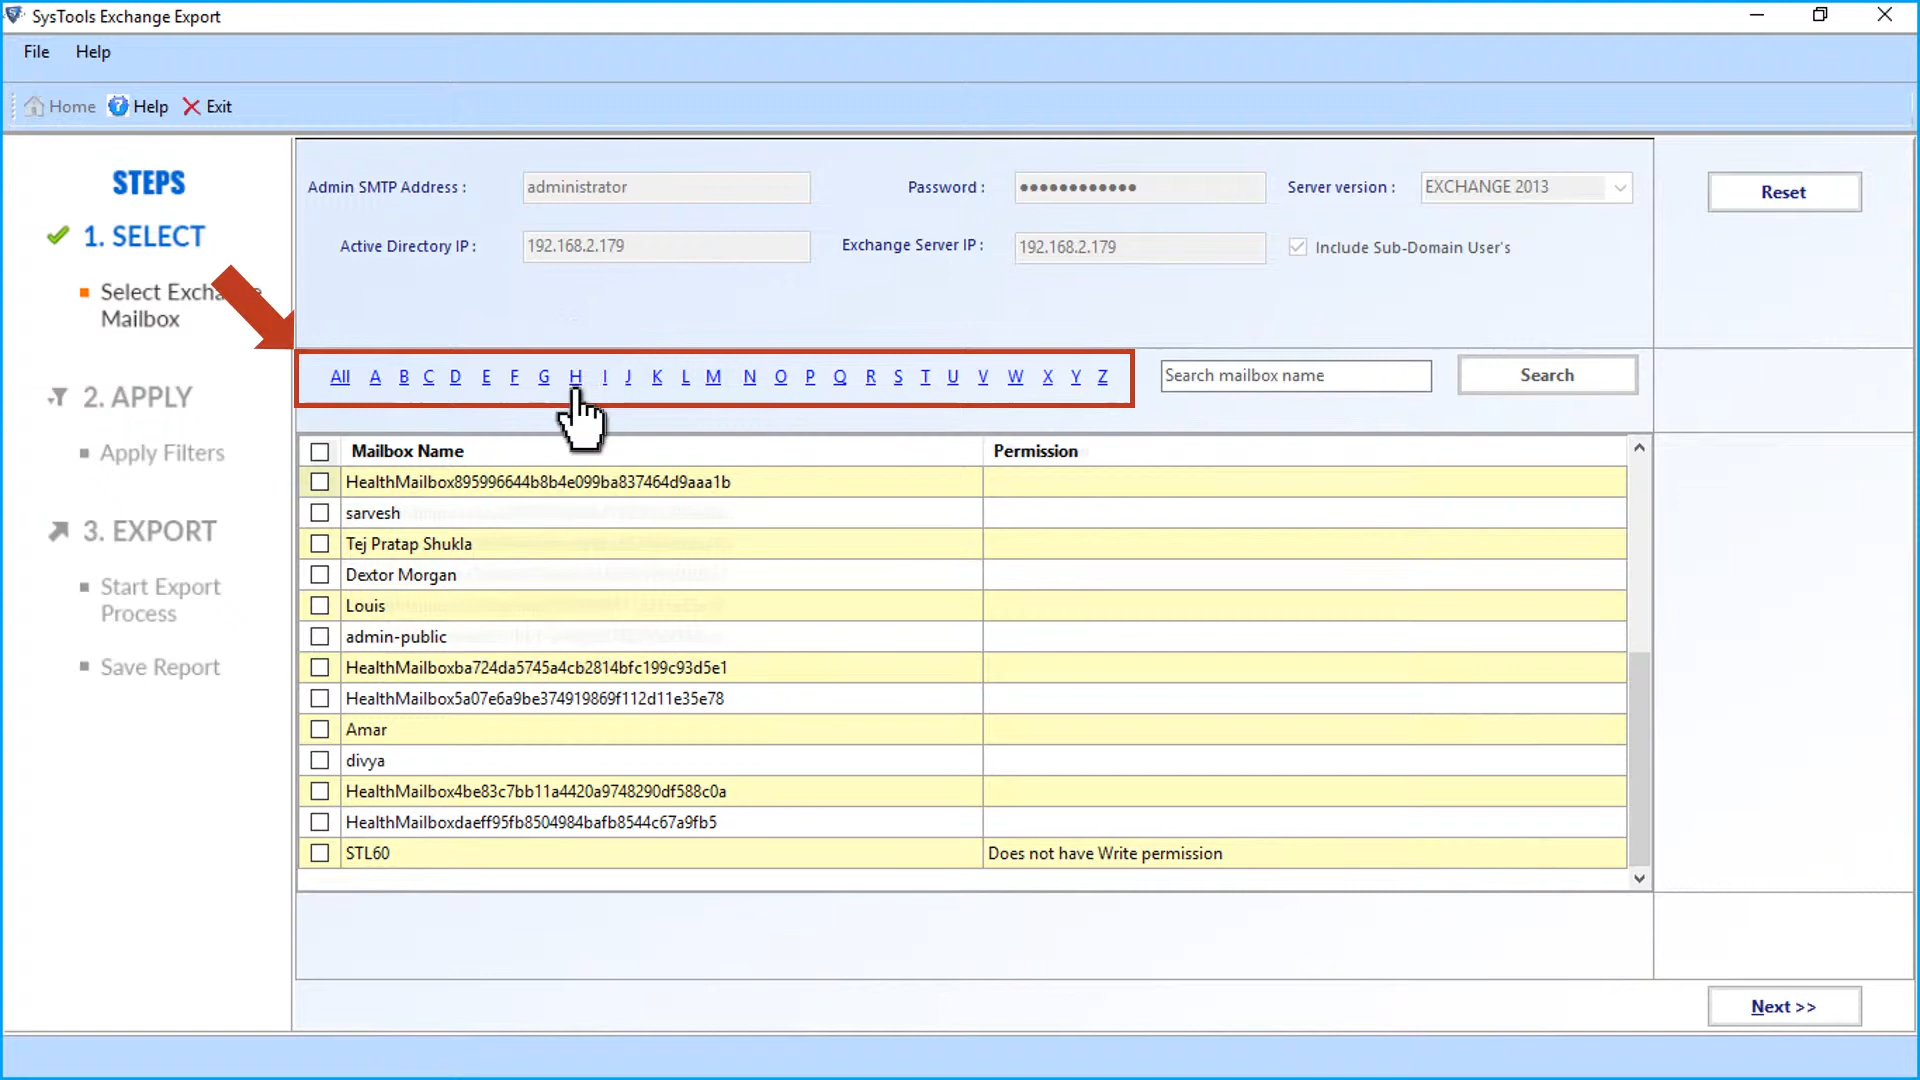 SysTools Exchange Export
File Help
Home Help Exit
STEPS
1. SELECT
Select Exchange
Mailbox
2. APPLY
Apply Filters
3. EXPORT
Start Export
Process
Save Report
Admin SMTP Address : administrator Password : •••••••••••• Server version : EXCHANGE 2013
Active Directory IP : 192.168.2.179 Exchange Server IP : 192.168.2.179 Include Sub-Domain User's
Reset
All A B C D E F G H I J K L M N O P Q R S T U V W X Y Z Search mailbox name Search
Mailbox Name Permission
HealthMailbox895996644b8b4e099ba837464d9aaa1b
sarvesh
Tej Pratap Shukla
Dextor Morgan
Louis
admin-public
HealthMailboxba724da5745a4cb2814bfc199c93d5e1
HealthMailbox5a07e6a9be374919869f112d11e35e78
Amar
divya
HealthMailbox4be83c7bb11a4420a9748290df588c0a
HealthMailboxdaeff95fb8504984bafb8544c67a9fb5
STL60 Does not have Write permission
Next >>